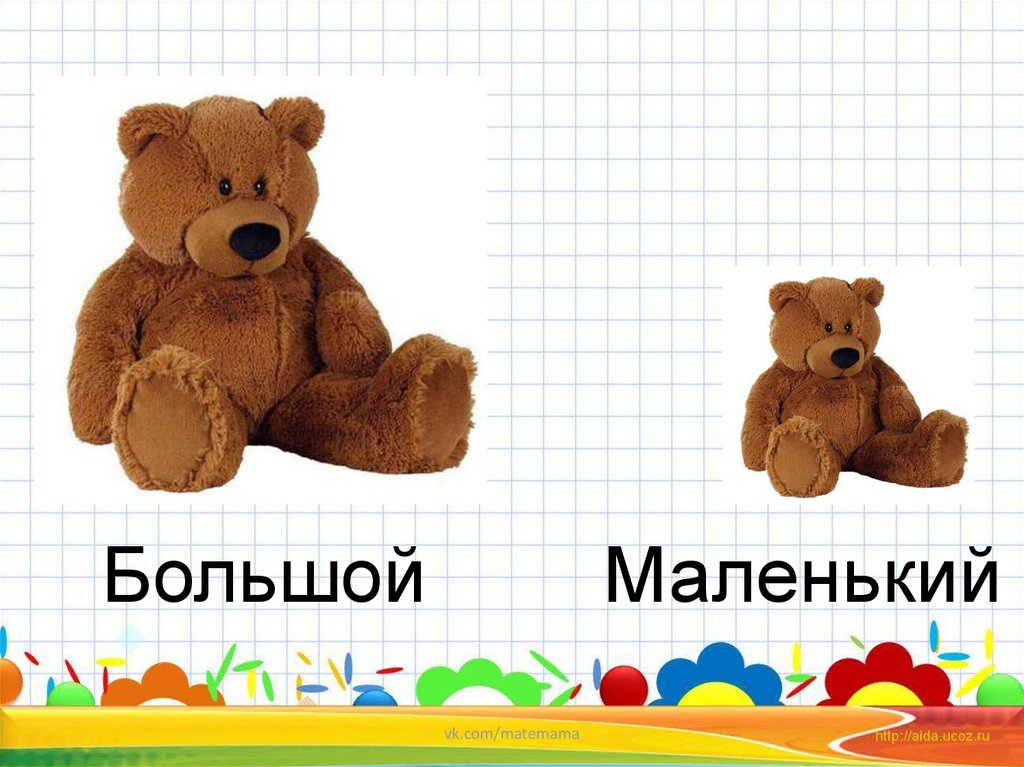 Большой Маленький
vk.com/matemama
http://aida.ucoz.ru